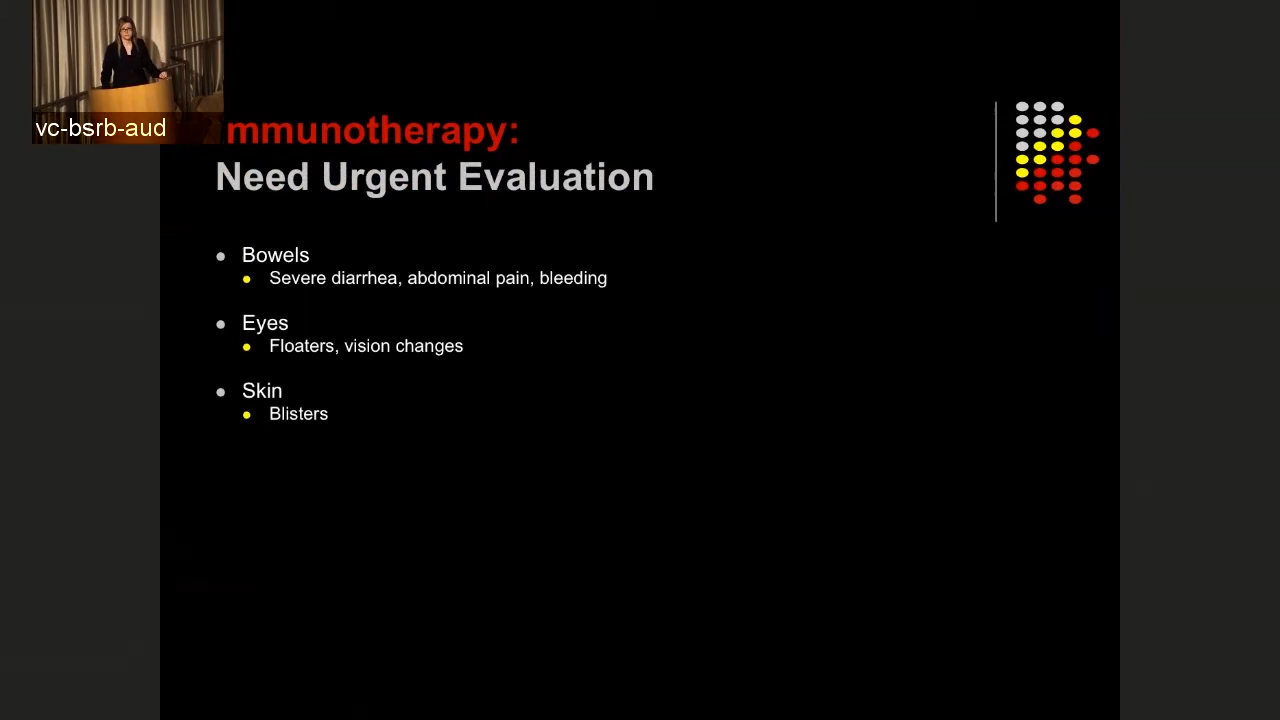 vc-bsrb-aud
mmunotherapy:
Need Urgent Evaluation
Bowels
Severe diarrhea, abdominal pain, bleeding
Eyes
Floaters, vision changes
Skin
Blisters